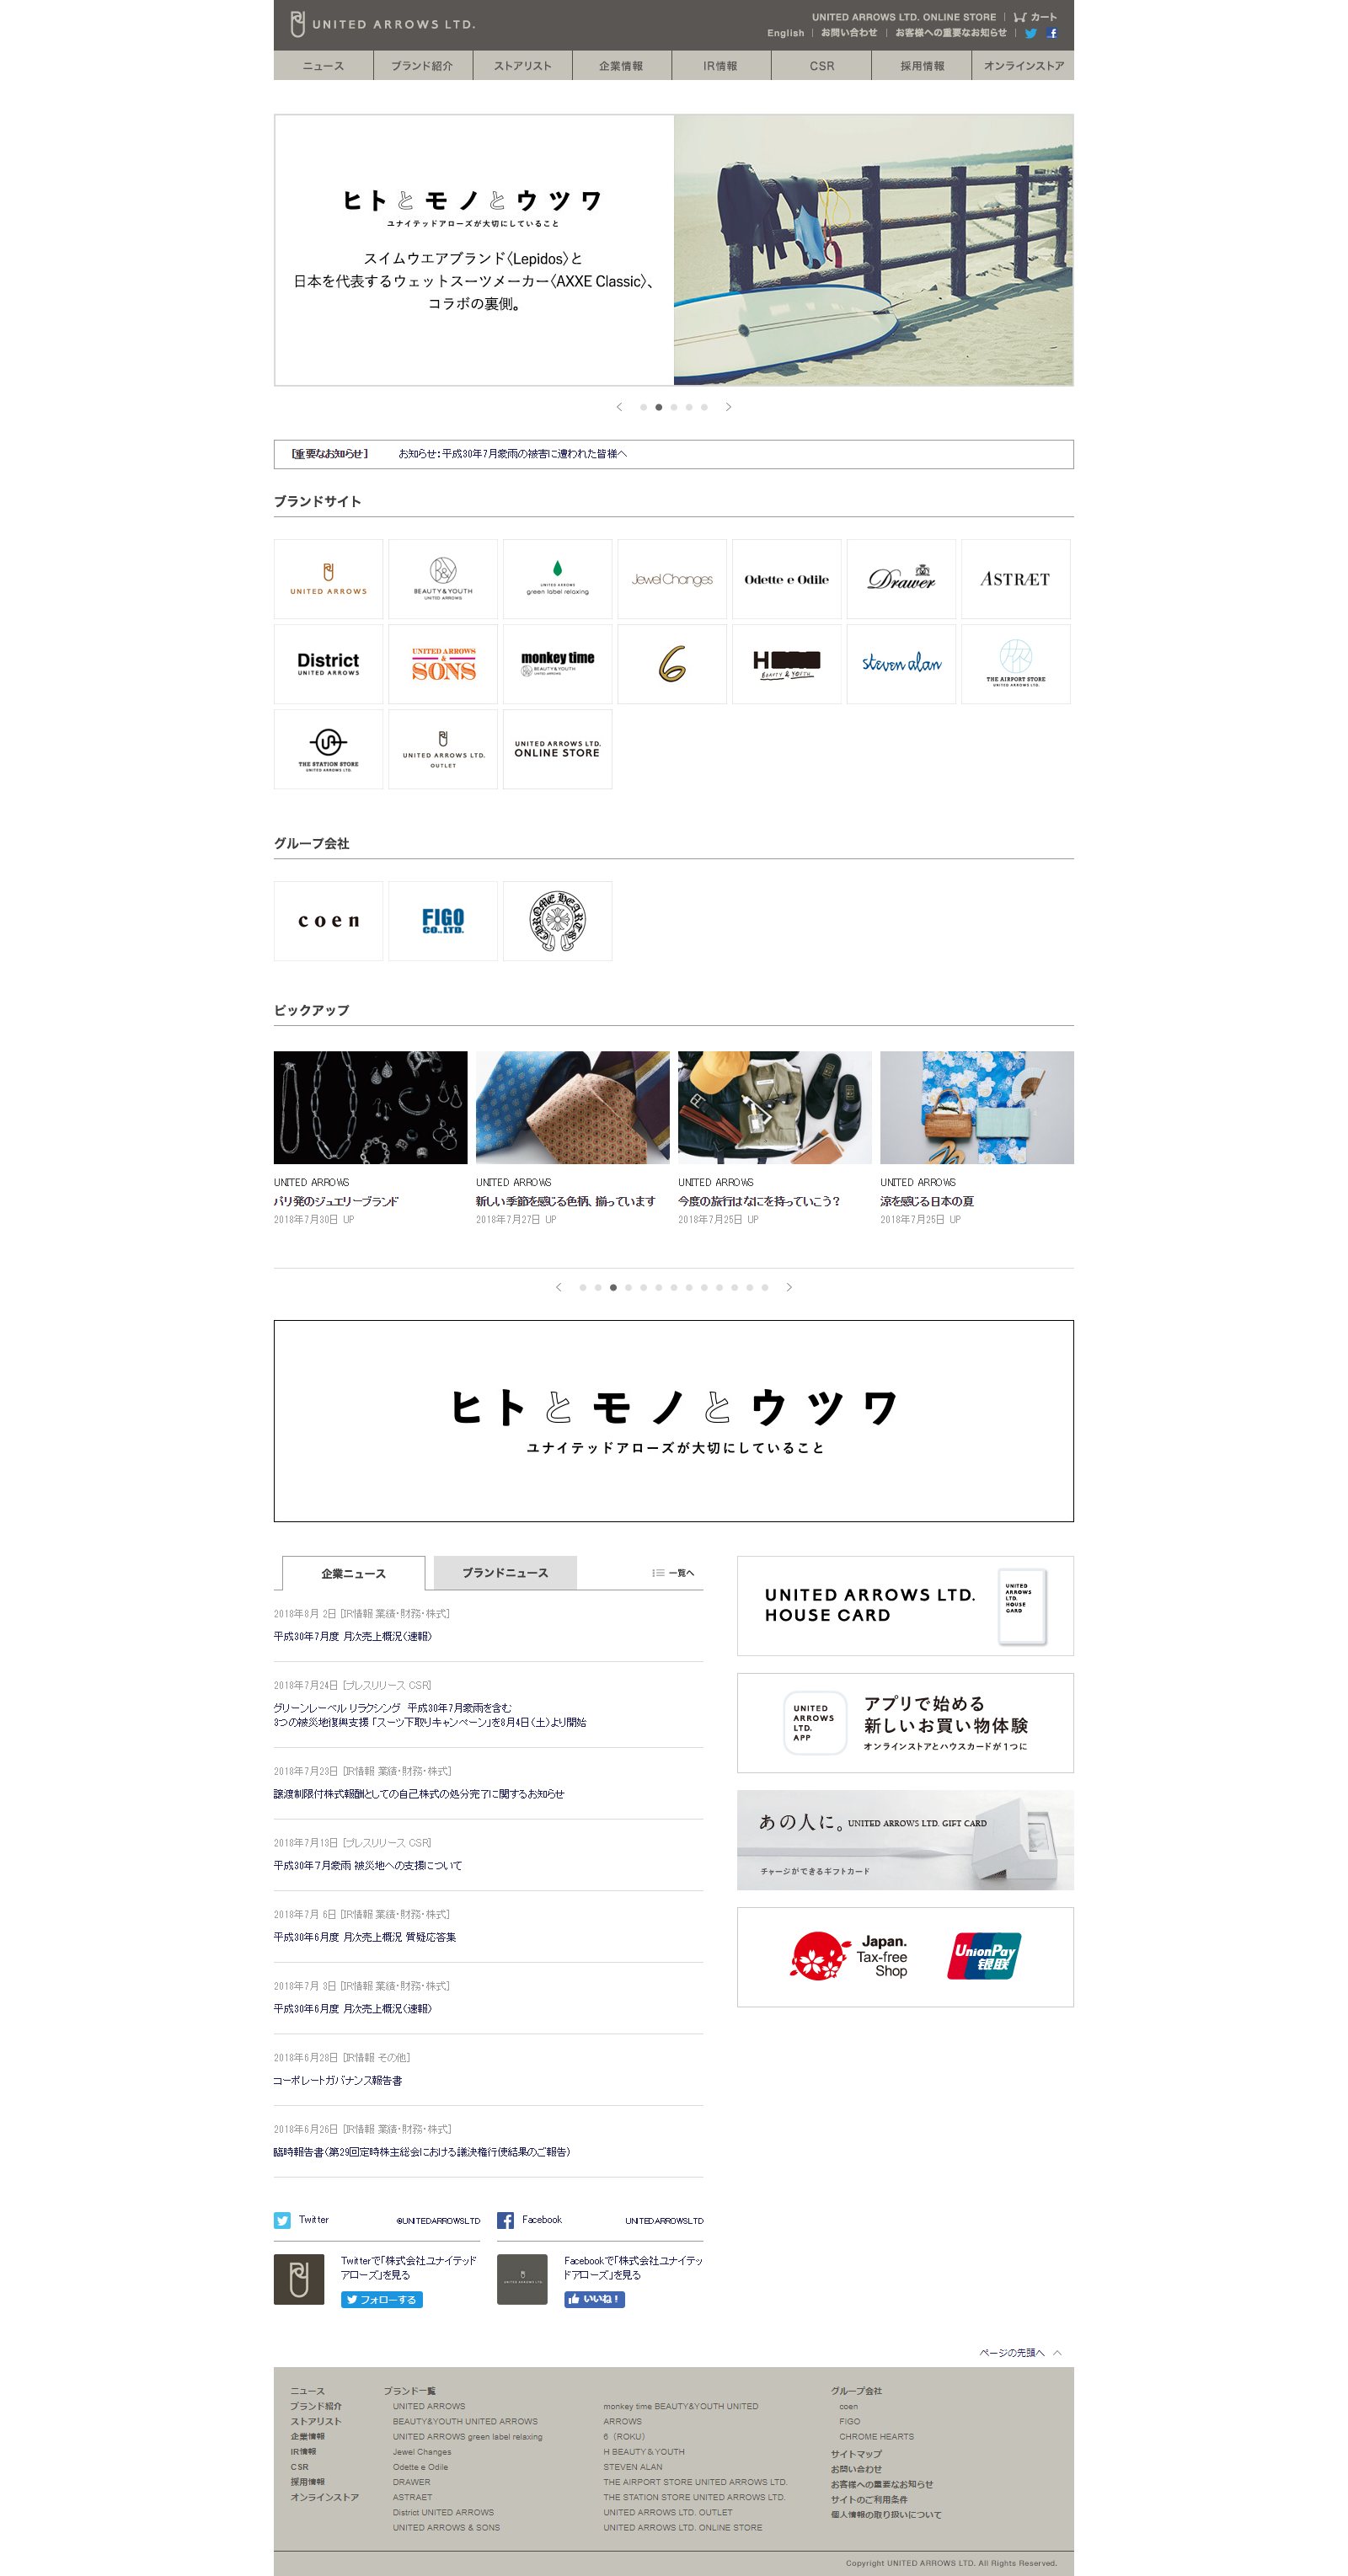 UNITED ARROWS LTD.
UNITED ARROWS LTD. ONLINE STORE
カート
English
お問い合わせ
お客様への重要なお知らせ
ニュース
ブランド紹介
ストアリスト
企業情報
IR情報
CSR
採用情報
オンラインストア
ヒトとモノとウツワ
ユナイテッドアローズが大切にしていること
スイムウエアブランド〈Lepidos〉と
日本を代表するウェットスーツメーカー〈AXXE Classic〉、
コラボの裏側。
[重要なお知らせ]
お知らせ：平成30年7月豪雨の被害に遭われた皆様へ
ブランドサイト
UNITED ARROWS
BEAUTY&YOUTH
UNITED ARROWS
UNITED ARROWS
green label relaxing
Jewel Changes
Odette e Odile
Drawer
ASTRÆT
District
UNITED ARROWS
UNITED ARROWS
&
SONS
monkey time
BEAUTY&YOUTH
UNITED ARROWS
6
H
BEAUTY & YOUTH
steven alan
THE AIRPORT STORE
UNITED ARROWS LTD.
THE STATION STORE
UNITED ARROWS LTD.
UNITED ARROWS LTD.
OUTLET
UNITED ARROWS LTD.
ONLINE STORE
グループ会社
coen
FIGO
CO.,LTD.
CHROME HEARTS
ピックアップ
UNITED ARROWS
パリ発のジュエリーブランド
2018年7月30日 UP
UNITED ARROWS
新しい季節を感じる色柄、揃っています
2018年7月27日 UP
UNITED ARROWS
今度の旅行はなにを持っていこう？
2018年7月25日 UP
UNITED ARROWS
涼を感じる日本の夏
2018年7月25日 UP
ヒトとモノとウツワ
ユナイテッドアローズが大切にしていること
企業ニュース
ブランドニュース
一覧へ
2018年8月 2日 [IR情報 業績・財務・株式]
平成30年7月度 月次売上概況（速報）
2018年7月24日 [プレスリリース CSR]
グリーンレーベル リラクシング　平成30年7月豪雨を含む
3つの被災地復興支援 「スーツ下取りキャンペーン」を8月4日（土）より開始
2018年7月23日 [IR情報 業績・財務・株式]
譲渡制限付株式報酬としての自己株式の処分完了に関するお知らせ
2018年7月13日 [プレスリリース CSR]
平成30年7月豪雨 被災地への支援について
2018年7月 6日 [IR情報 業績・財務・株式]
平成30年6月度 月次売上概況 質疑応答集
2018年7月 3日 [IR情報 業績・財務・株式]
平成30年6月度 月次売上概況（速報）
2018年6月28日 [IR情報 その他]
コーポレートガバナンス報告書
2018年6月26日 [IR情報 業績・財務・株式]
臨時報告書（第29回定時株主総会における議決権行使結果のご報告）
UNITED ARROWS LTD.
HOUSE CARD
UNITED
ARROWS
LTD.
HOUSE
CARD
UNITED
ARROWS
LTD.
APP
アプリで始める
新しいお買い物体験
オンラインストアとハウスカードが1つに
あの人に。UNITED ARROWS LTD. GIFT CARD
チャージができるギフトカード
Japan.
Tax-free
Shop
UnionPay
银联
Twitter
@UNITEDARROWSLTD
Twitterで「株式会社ユナイテッド
アローズ」を見る
フォローする
Facebook
UNITEDARROWSLTD
Facebookで「株式会社ユナイテッ
ドアローズ」を見る
UNITED ARROWS LTD.
いいね！
ページの先頭へ
ニュース
ブランド紹介
ストアリスト
企業情報
IR情報
CSR
採用情報
オンラインストア
ブランド一覧
UNITED ARROWS
BEAUTY&YOUTH UNITED ARROWS
UNITED ARROWS green label relaxing
Jewel Changes
Odette e Odile
DRAWER
ASTRAET
District UNITED ARROWS
UNITED ARROWS & SONS
monkey time BEAUTY&YOUTH UNITED
ARROWS
6（ROKU）
H BEAUTY＆YOUTH
STEVEN ALAN
THE AIRPORT STORE UNITED ARROWS LTD.
THE STATION STORE UNITED ARROWS LTD.
UNITED ARROWS LTD. OUTLET
UNITED ARROWS LTD. ONLINE STORE
グループ会社
coen
FIGO
CHROME HEARTS
サイトマップ
お問い合わせ
お客様への重要なお知らせ
サイトのご利用条件
個人情報の取り扱いについて
Copyright UNITED ARROWS LTD. All Rights Reserved.